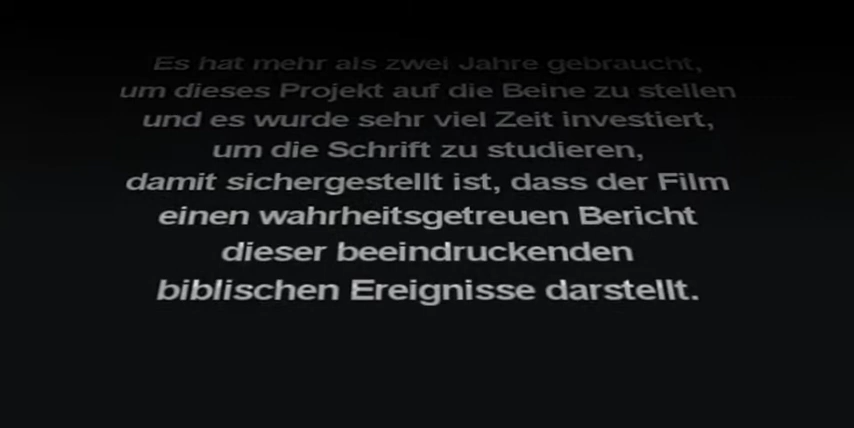 Es hat mehr als zwei Jahre gebraucht,
um dieses Projekt auf die Beine zu stellen
und es wurde sehr viel Zeit investiert,
um die Schrift zu studieren,
damit sichergestellt ist, dass der Film
einen wahrheitsgetreuen Bericht
dieser beeindruckenden
biblischen Ereignisse darstellt.